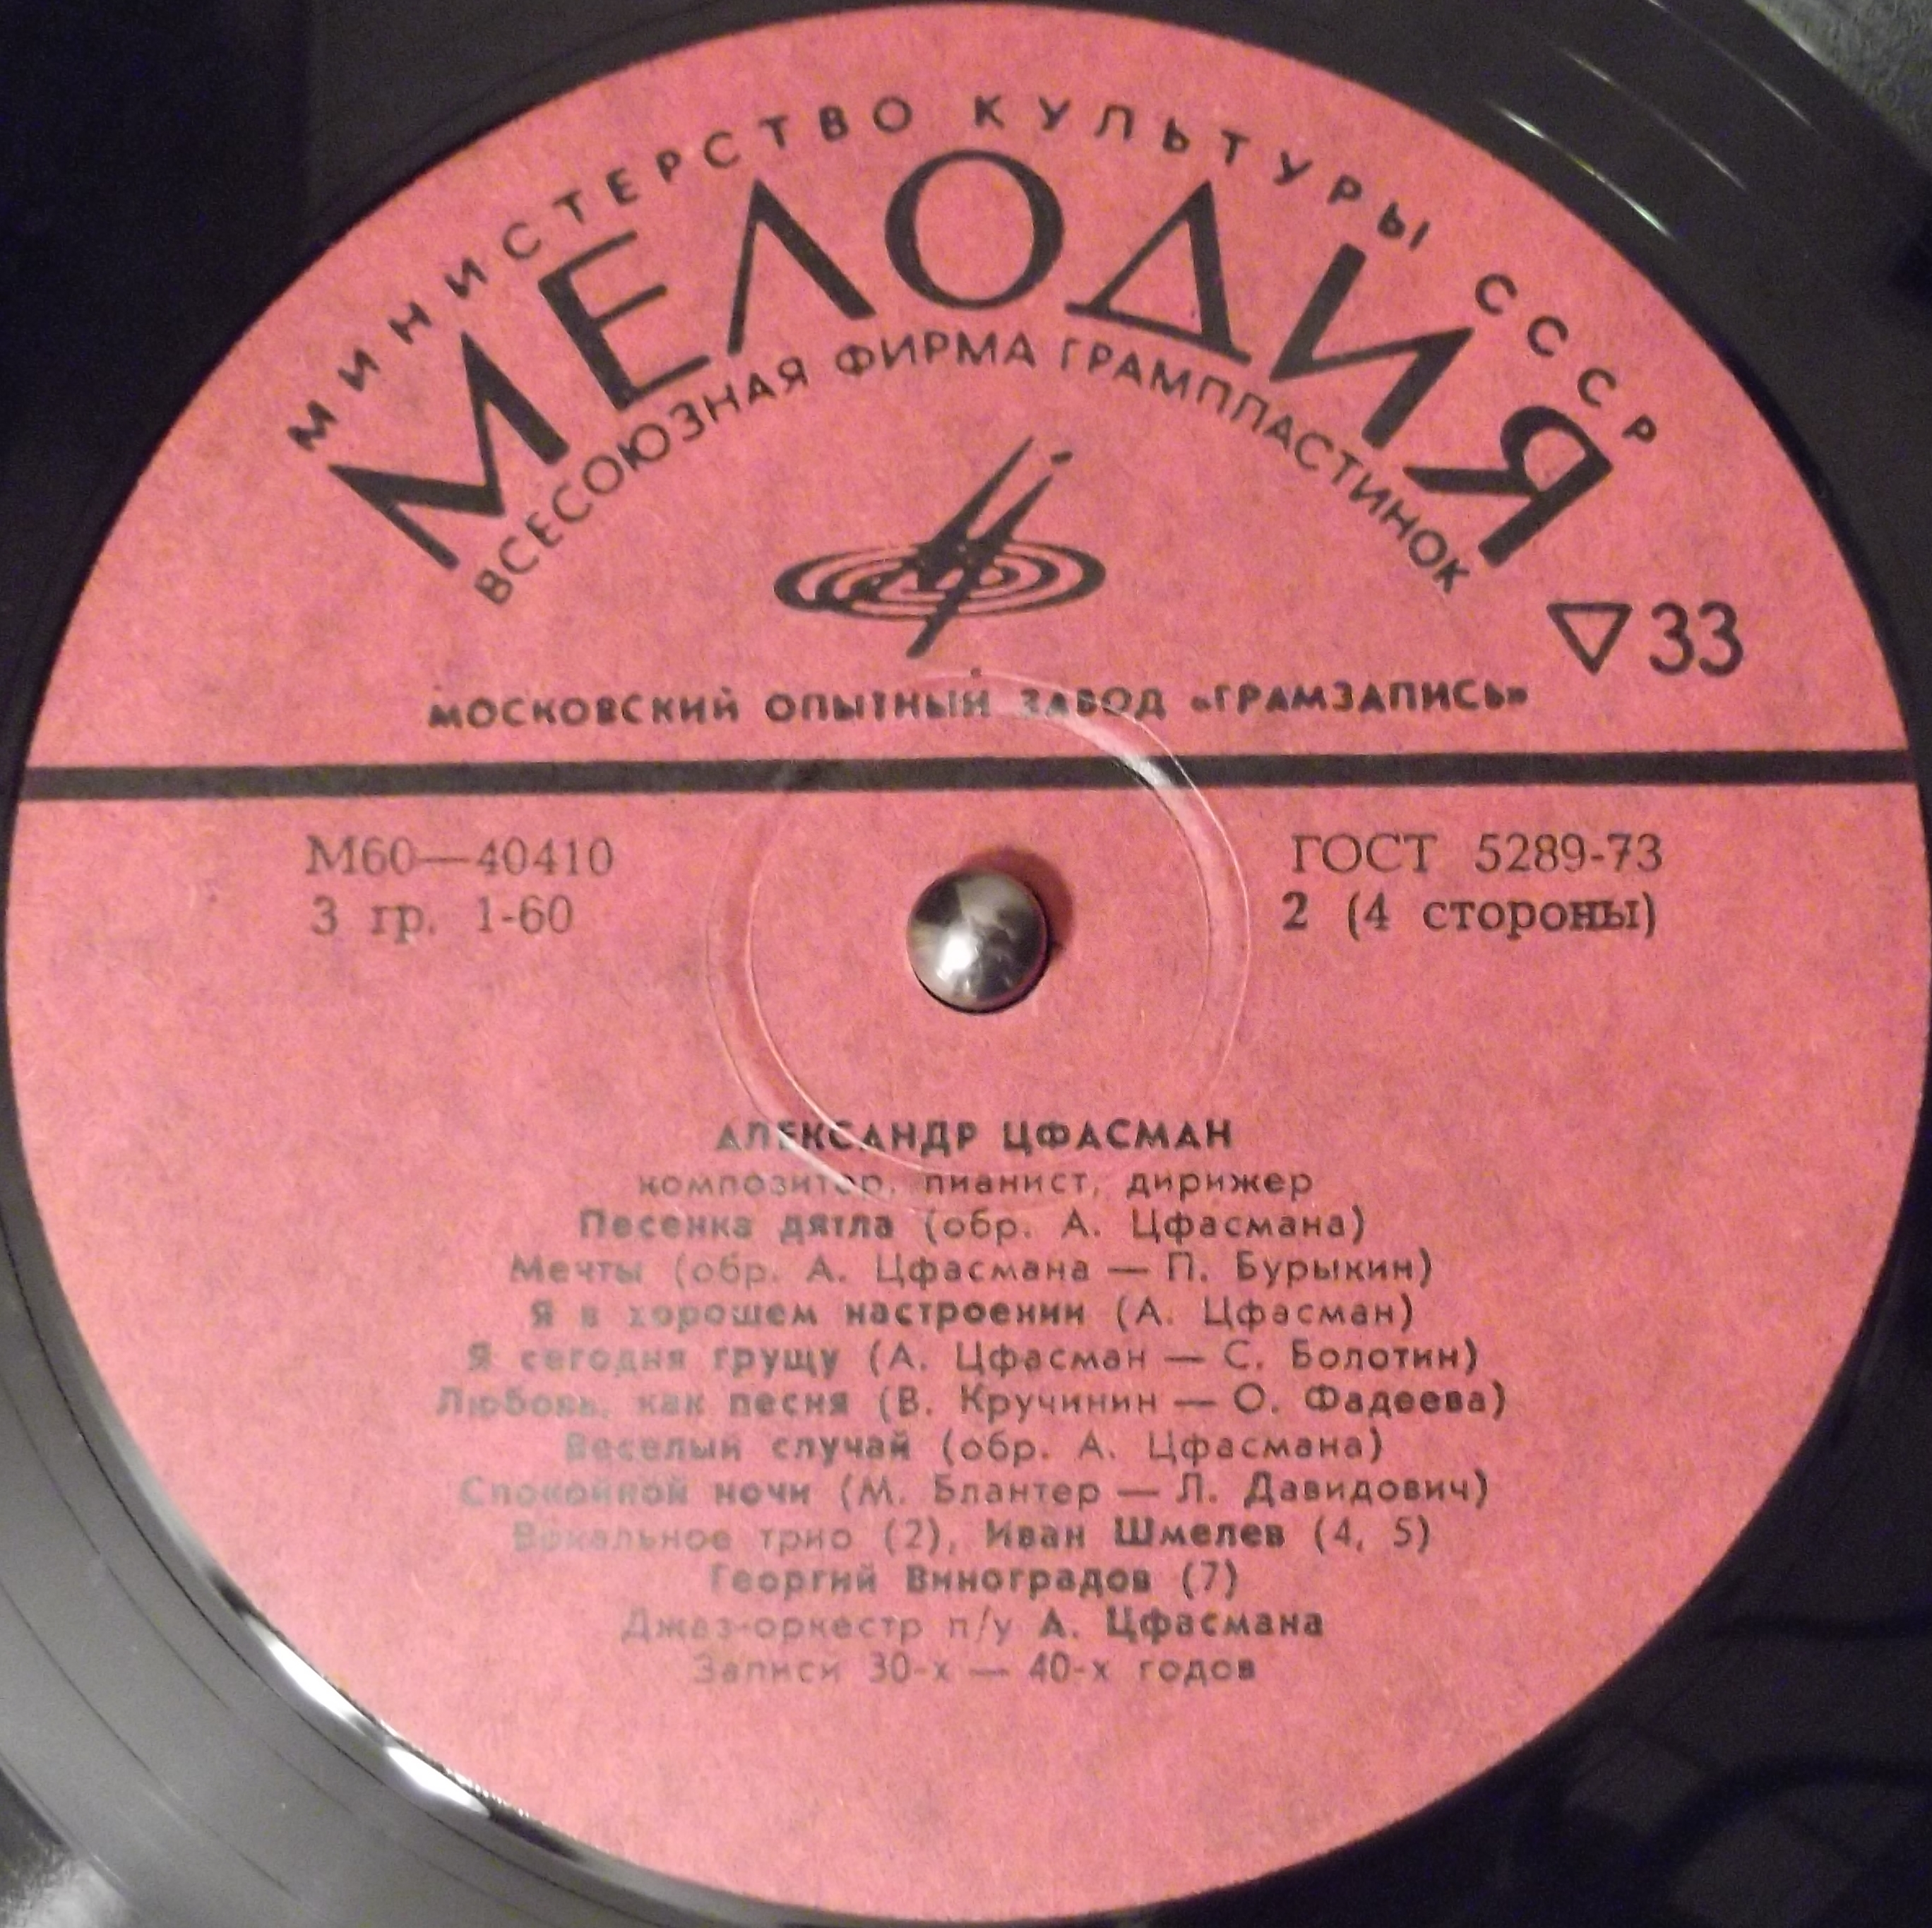 МИНИСТЕРСТВО КУЛЬТУРЫ СССР
МЕЛОДИЯ
ВСЕСОЮЗНАЯ ФИРМА ГРАМПЛАСТИНОК
33
МОСКОВСКИЙ ОПЫТНЫЙ ЗАВОД «ГРАМЗАПИСЬ»
М60—40410
ГОСТ 5289-73
3 гр. 1-60
2 (4 стороны)
АЛЕКСАНДР ЦФАСМАН
композитор, пианист, дирижер
Песенка дятла (обр. А. Цфасмана)
Мечты (обр. А. Цфасмана — П. Бурыкин)
Я в хорошем настроении (А. Цфасман)
Я сегодня грущу (А. Цфасман — С. Болотин)
Любовь, как песня (В. Кручинин — О. Фадеева)
Веселый случай (обр. А. Цфасмана)
Спокойной ночи (М. Блантер — Л. Давидович)
Вокальное трио (2), Иван Шмелев (4, 5)
Георгий Виноградов (7)
Джаз-оркестр п/у А. Цфасмана
Записи 30-х — 40-х годов